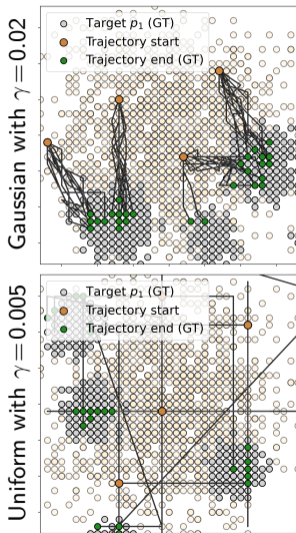 Gaussian with γ = 0.02
Target p₁ (GT)
Trajectory start
Trajectory end (GT)
Uniform with γ = 0.005
Target p₁ (GT)
Trajectory start
Trajectory end (GT)